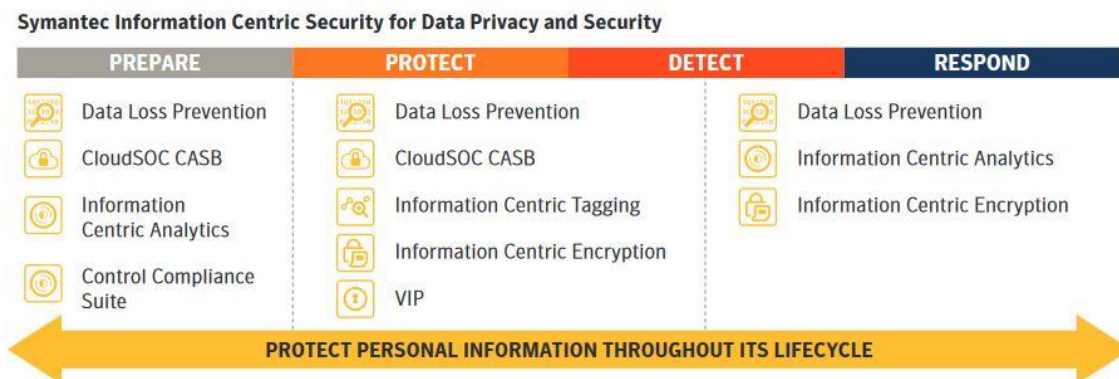 Symantec Information Centric Security for Data Privacy and Security
PREPARE
PROTECT
DETECT
RESPOND
Data Loss Prevention
CloudSOC CASB
Information
Centric Analytics
Control Compliance
Suite
Data Loss Prevention
CloudSOC CASB
Information Centric Tagging
Information Centric Encryption
VIP
Data Loss Prevention
Information Centric Analytics
Information Centric Encryption
PROTECT PERSONAL INFORMATION THROUGHOUT ITS LIFECYCLE